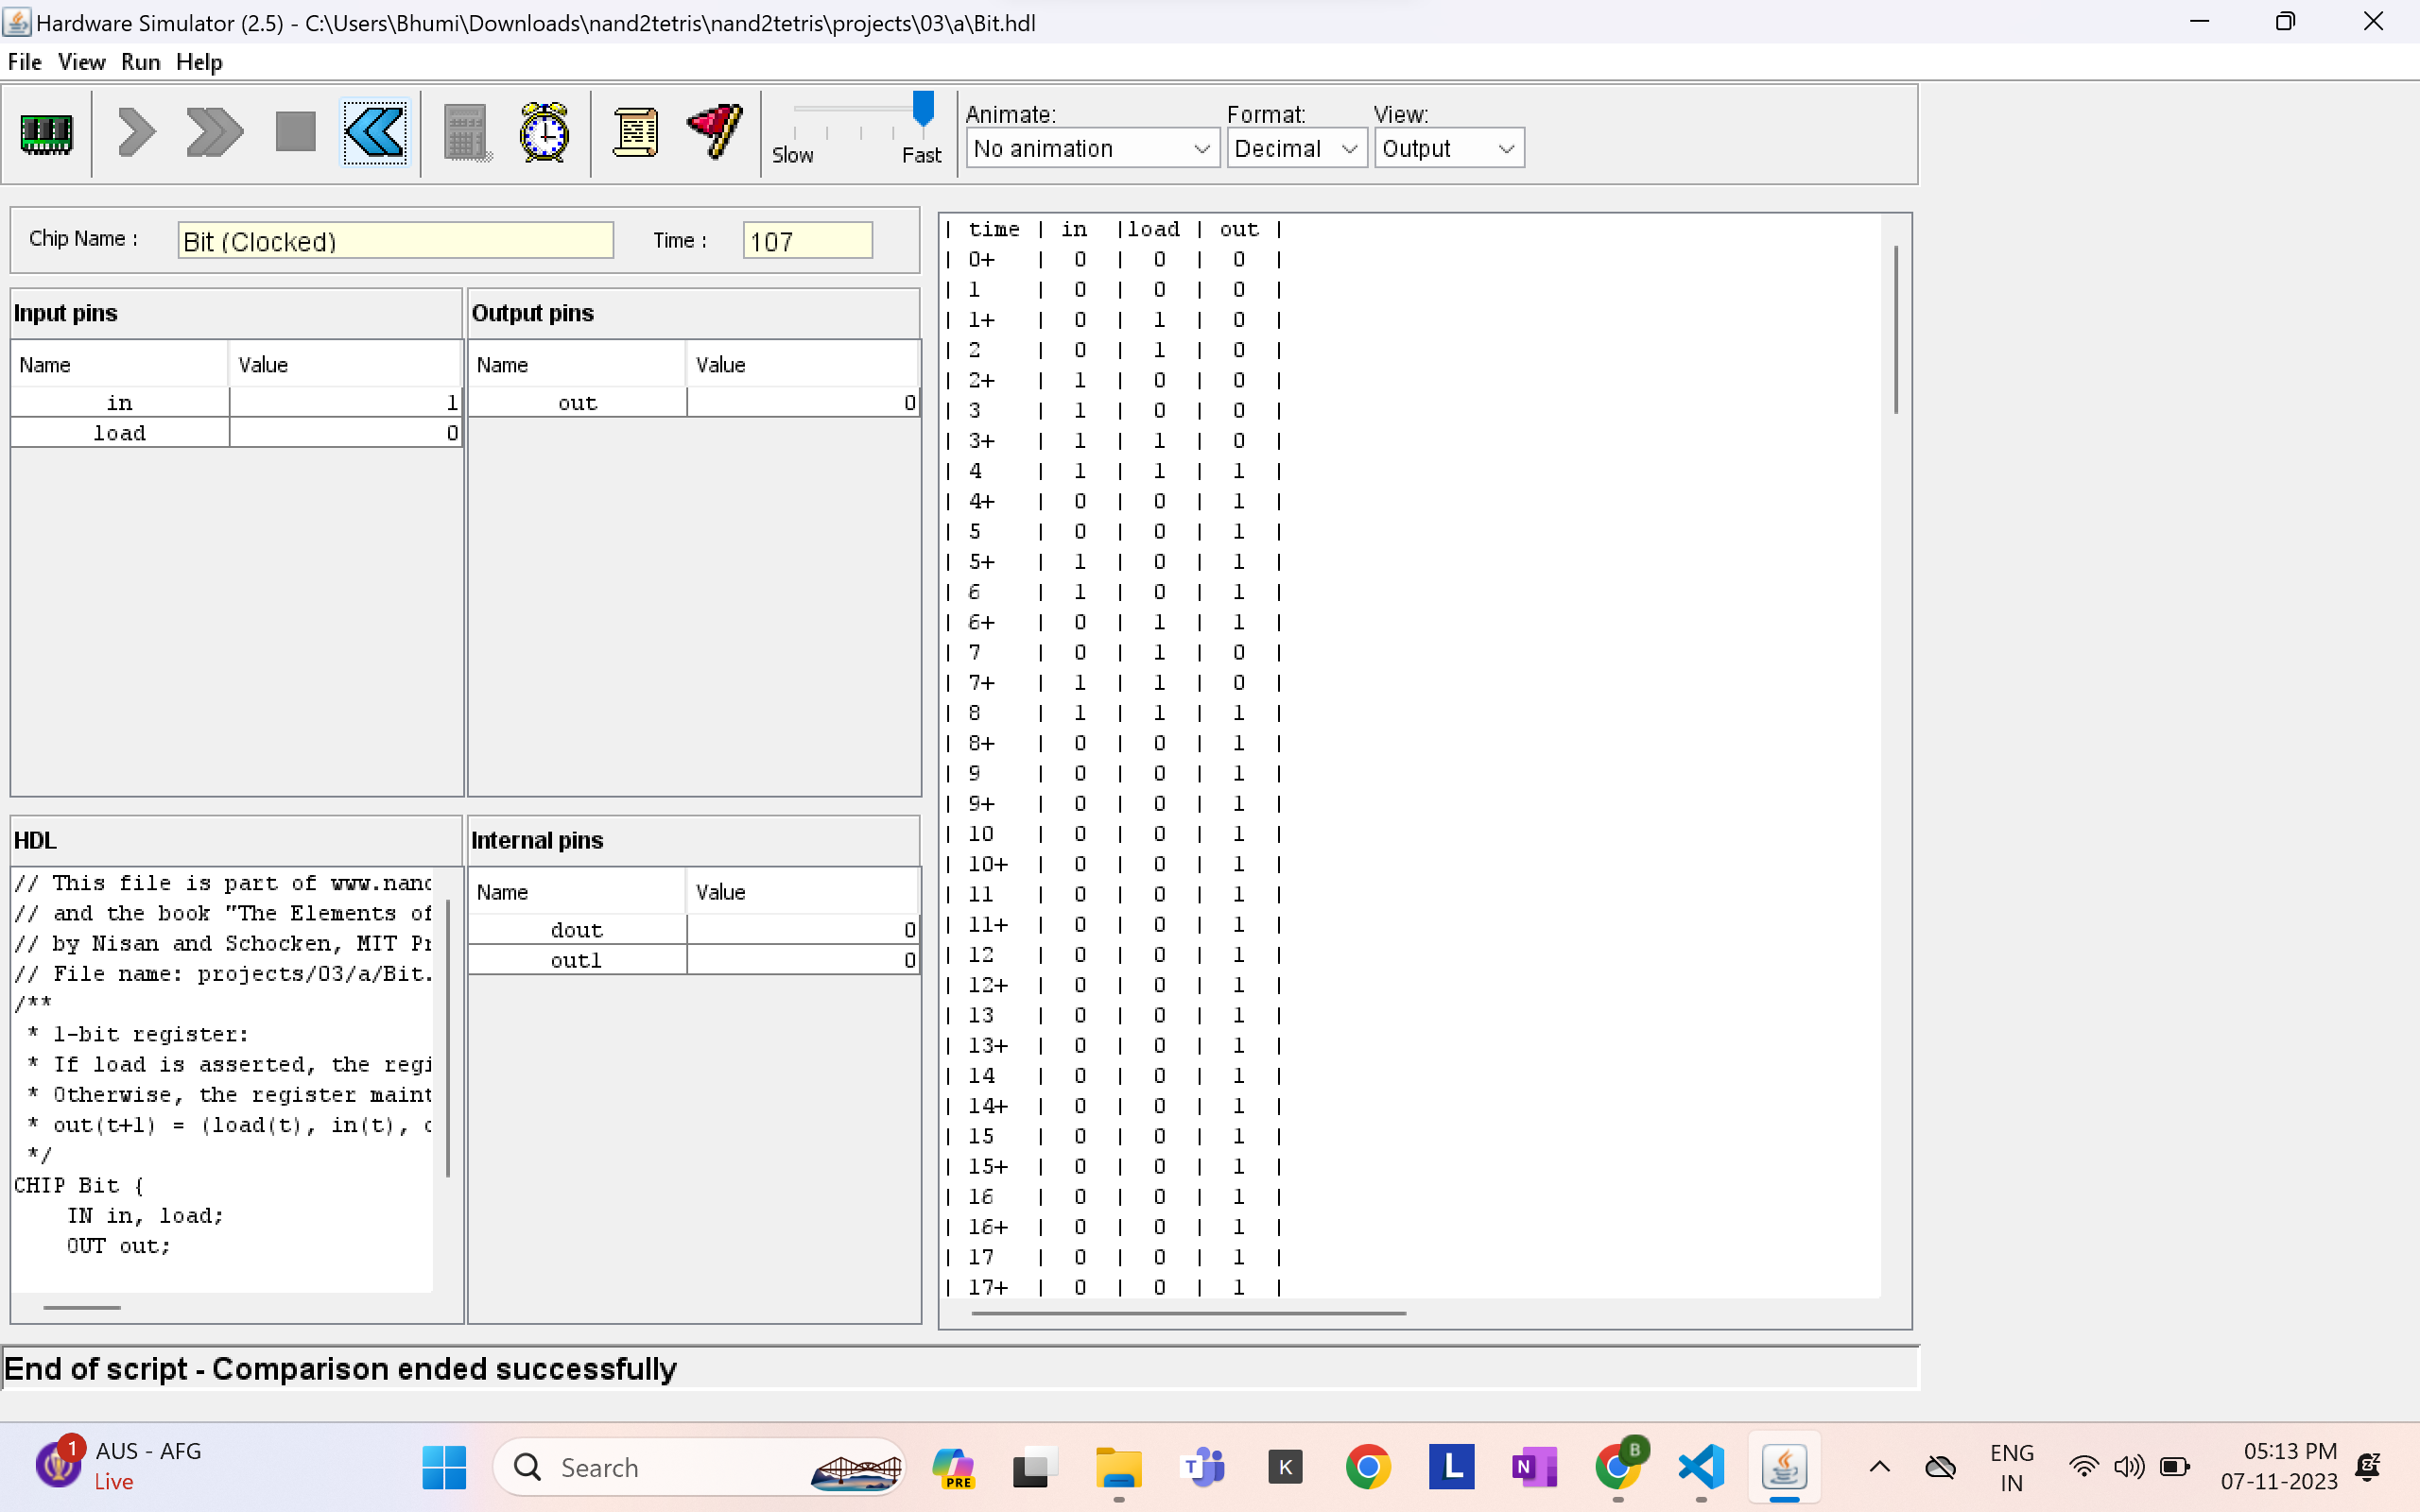 Hardware Simulator (2.5) - C:\Users\Bhumi\Downloads\nand2tetris\nand2tetris\projects\03\a\Bit.hdl
File View Run Help
Slow Fast
Animate: Format: View:
No animation Decimal Output
Chip Name : Bit (Clocked) Time : 107
Input pins
Name Value
in 1
load 0
Output pins
Name Value
out 0
HDL
// This file is part of www.nand
// and the book "The Elements of
// by Nisan and Schocken, MIT Pr
// File name: projects/03/a/Bit.
/**
* 1-bit register:
* If load is asserted, the regi
* Otherwise, the register maint
* out(t+1) = (load(t), in(t), o
*/
CHIP Bit {
IN in, load;
OUT out;
Internal pins
Name Value
dout 0
out1 0
| time | in |load | out |
| 0+ | 0 | 0 | 0 |
| 1 | 0 | 0 | 0 |
| 1+ | 0 | 1 | 0 |
| 2 | 0 | 1 | 0 |
| 2+ | 1 | 0 | 0 |
| 3 | 1 | 0 | 0 |
| 3+ | 1 | 1 | 0 |
| 4 | 1 | 1 | 1 |
| 4+ | 0 | 0 | 1 |
| 5 | 0 | 0 | 1 |
| 5+ | 1 | 0 | 1 |
| 6 | 1 | 0 | 1 |
| 6+ | 0 | 1 | 1 |
| 7 | 0 | 1 | 0 |
| 7+ | 1 | 1 | 0 |
| 8 | 1 | 1 | 1 |
| 8+ | 0 | 0 | 1 |
| 9 | 0 | 0 | 1 |
| 9+ | 0 | 0 | 1 |
| 10 | 0 | 0 | 1 |
| 10+ | 0 | 0 | 1 |
| 11 | 0 | 0 | 1 |
| 11+ | 0 | 0 | 1 |
| 12 | 0 | 0 | 1 |
| 12+ | 0 | 0 | 1 |
| 13 | 0 | 0 | 1 |
| 13+ | 0 | 0 | 1 |
| 14 | 0 | 0 | 1 |
| 14+ | 0 | 0 | 1 |
| 15 | 0 | 0 | 1 |
| 15+ | 0 | 0 | 1 |
| 16 | 0 | 0 | 1 |
| 16+ | 0 | 0 | 1 |
| 17 | 0 | 0 | 1 |
| 17+ | 0 | 0 | 1 |
End of script - Comparison ended successfully
1 AUS - AFG
Live
Search
PRE
T
K
L
N
B
ENG
IN
05:13 PM
07-11-2023